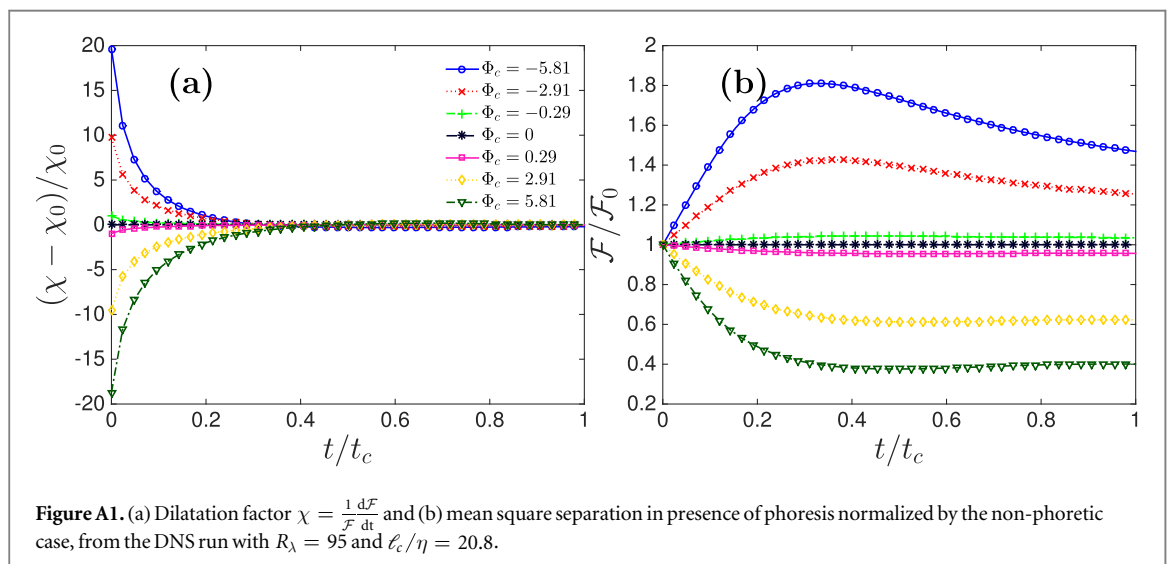 20
15
10
5
0
-5
-10
-15
-20
(χ − χ₀)/χ₀
(a)
Φc = −5.81
Φc = −2.91
Φc = −0.29
Φc = 0
Φc = 0.29
Φc = 2.91
Φc = 5.81
0 0.2 0.4 0.6 0.8 1
t/tc
2
1.8
1.6
1.4
1.2
1
0.8
0.6
0.4
0.2
ℱ/ℱ₀
(b)
0 0.2 0.4 0.6 0.8 1
t/tc
Figure A1. (a) Dilatation factor χ = 1/ℱ dℱ/dt and (b) mean square separation in presence of phoresis normalized by the non-phoretic
case, from the DNS run with Rλ = 95 and ℓc/η = 20.8.